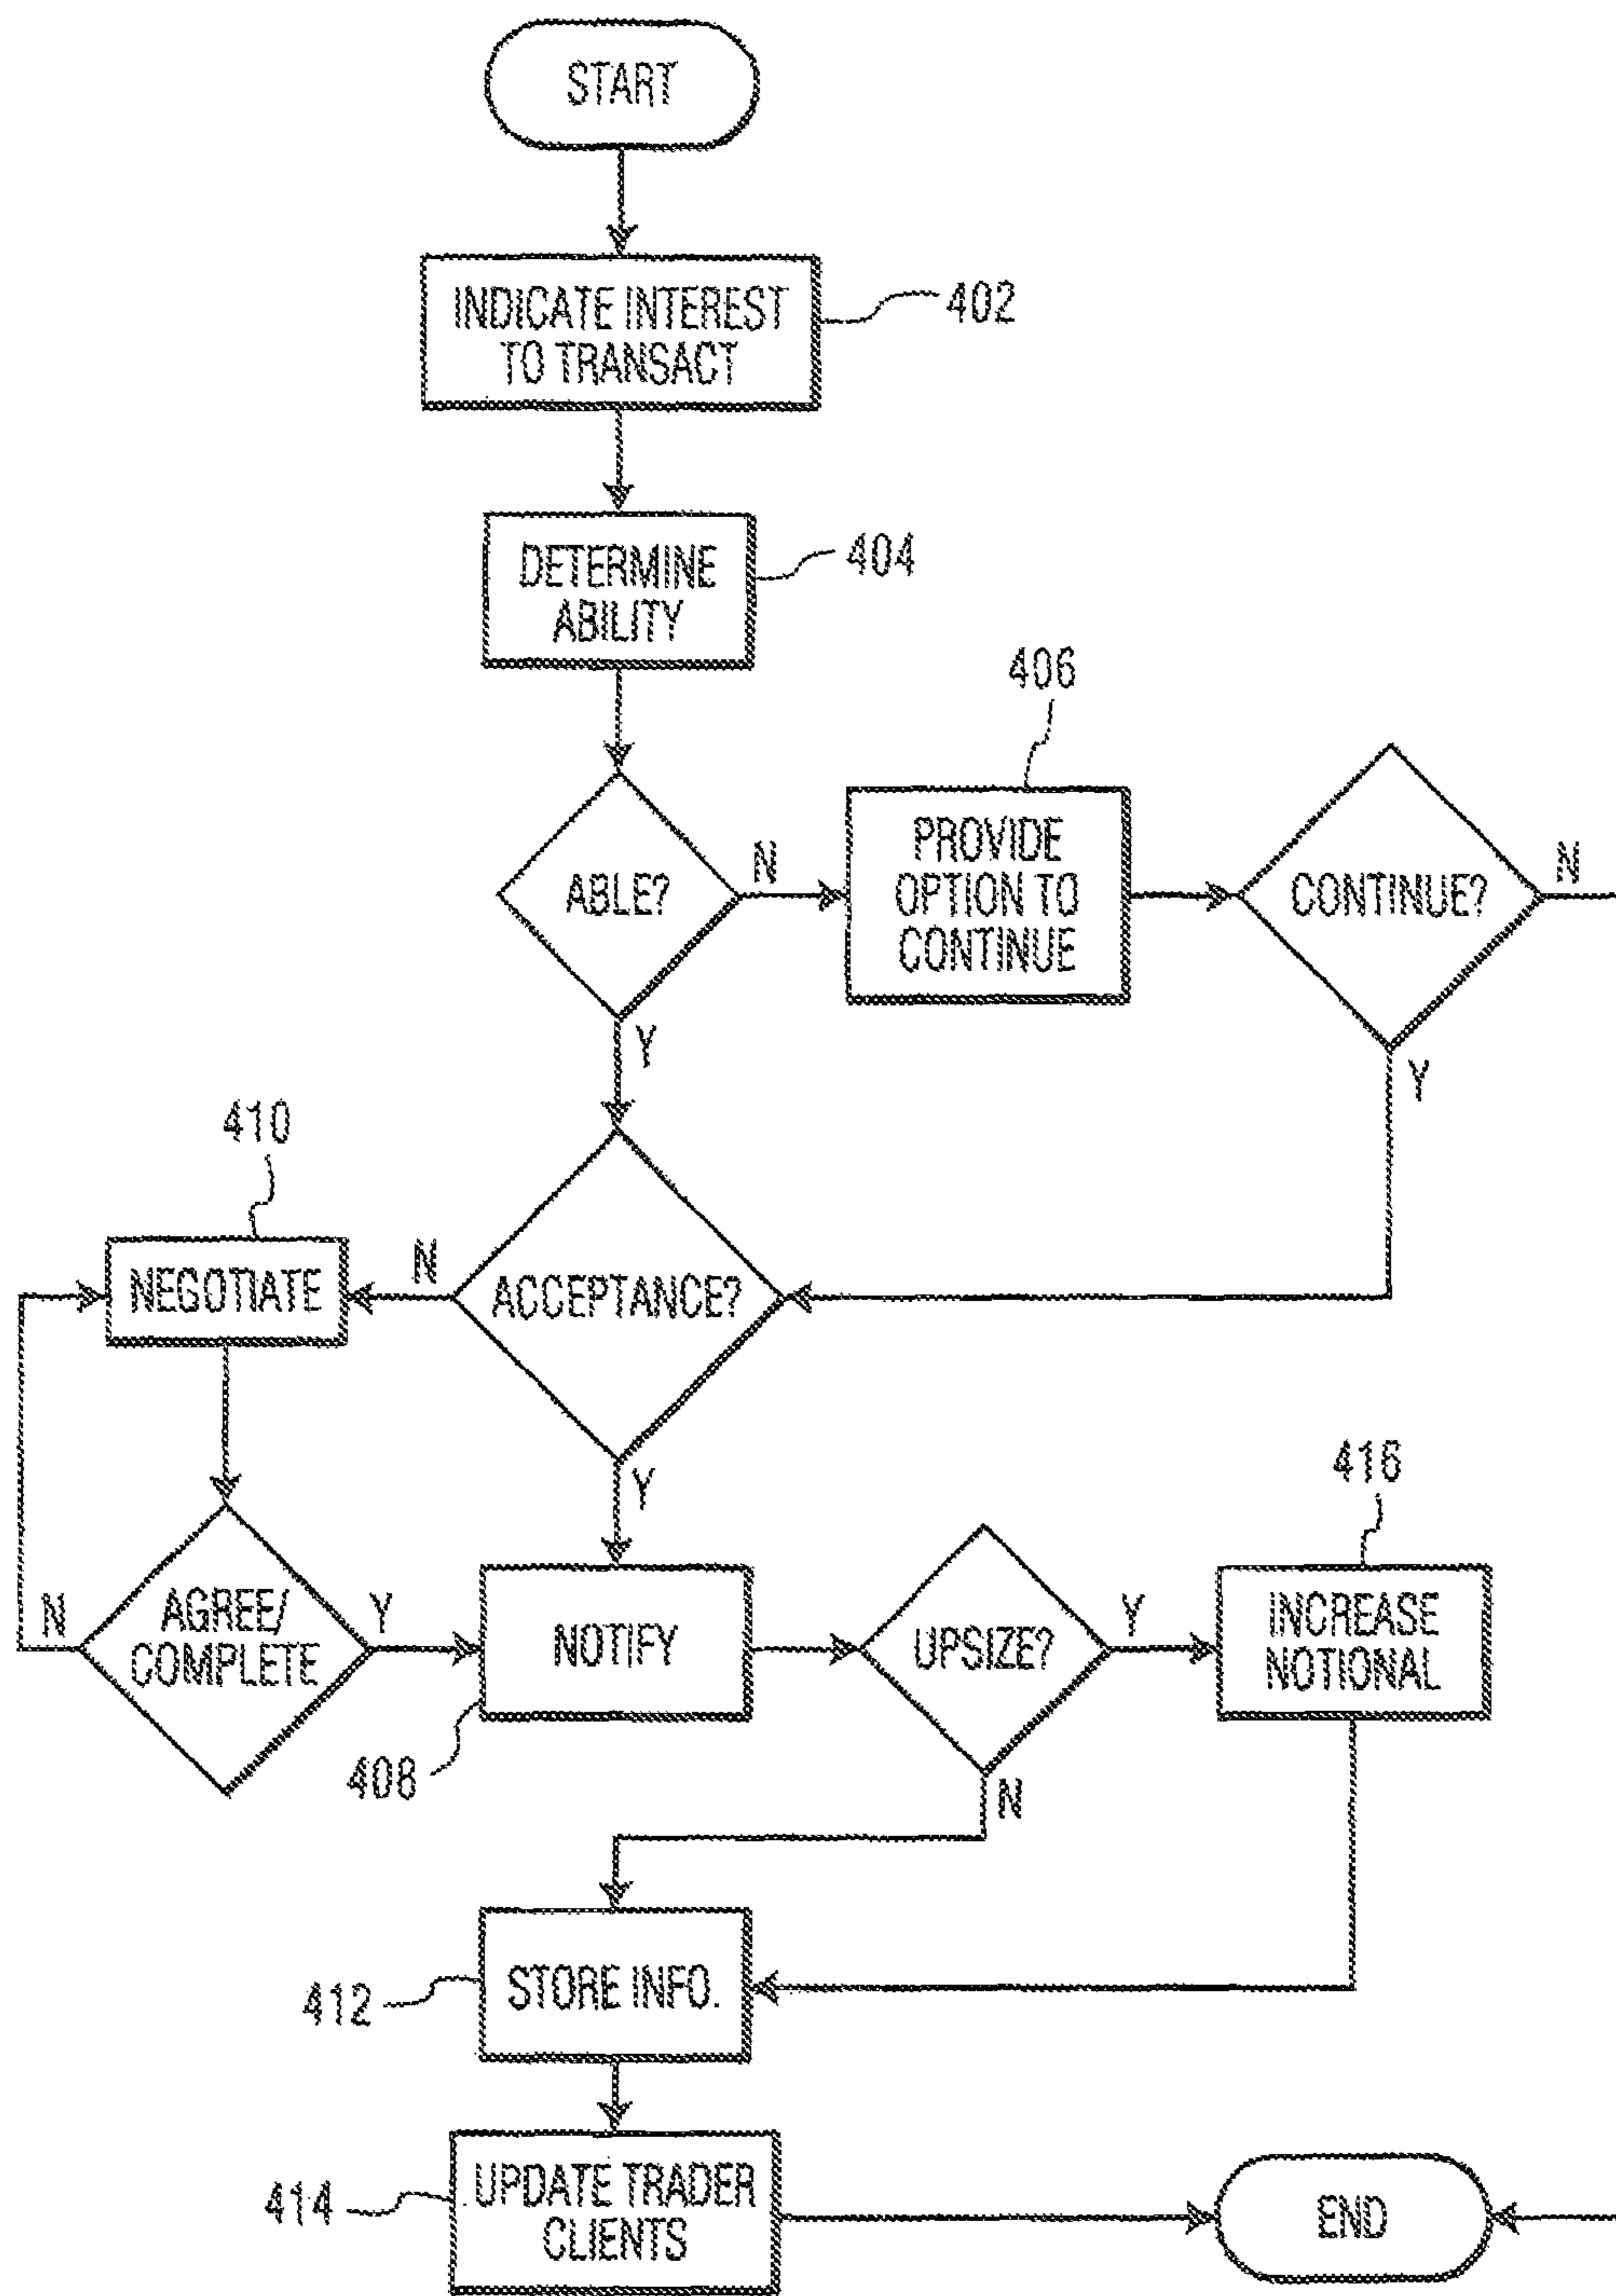 START
INDICATE INTEREST
TO TRANSACT
402
DETERMINE
ABILITY
404
406
ABLE?
N
PROVIDE
OPTION TO
CONTINUE
CONTINUE?
N
Y
Y
410
NEGOTIATE
N
ACCEPTANCE?
Y
416
N
AGREE/
COMPLETE
Y
NOTIFY
408
UPSIZE?
Y
INCREASE
NOTIONAL
N
412
STORE INFO.
414
UPDATE TRADER
CLIENTS
END